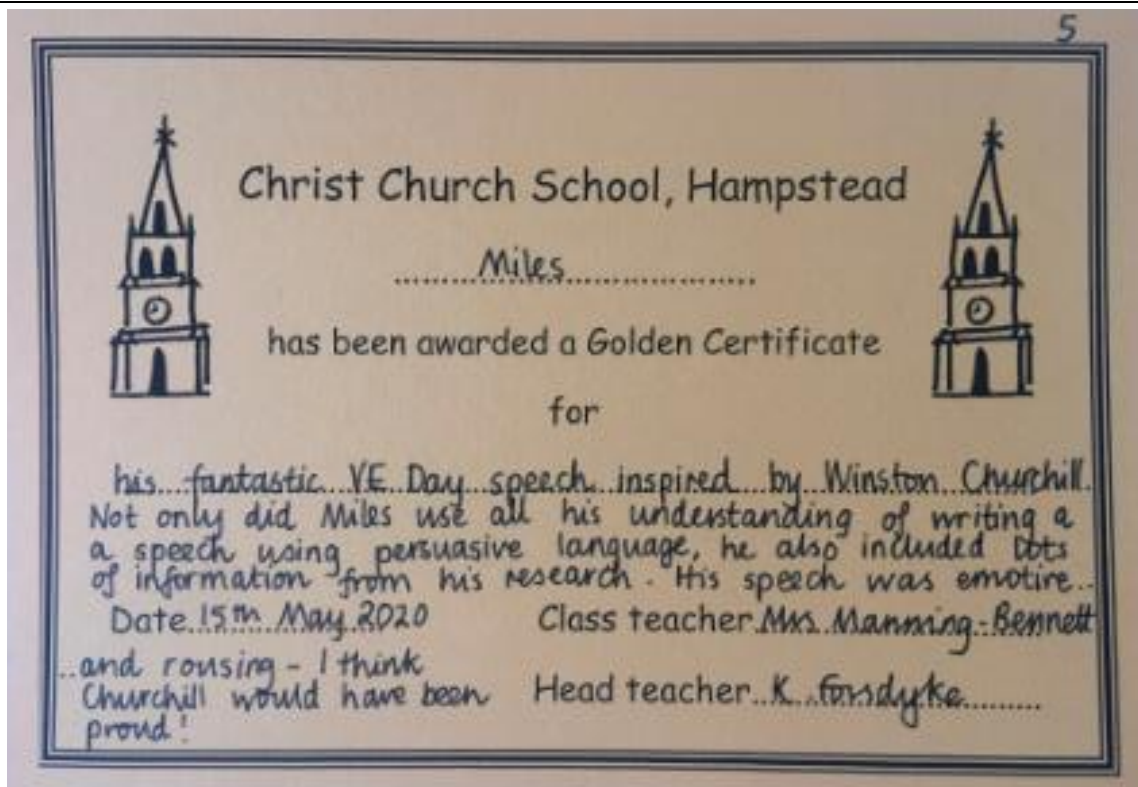 5
Christ Church School, Hampstead
Miles
has been awarded a Golden Certificate
for
his fantastic VE Day speech inspired by Winston Churchill.
Not only did Miles use all his understanding of writing a
a speech using persuasive language, he also included lots
of information from his research. His speech was emotive..
Date 15th May 2020 Class teacher Mrs Manning-Bennett
..and rousing - I think
Churchill would have been Head teacher K Forsdyke
proud!